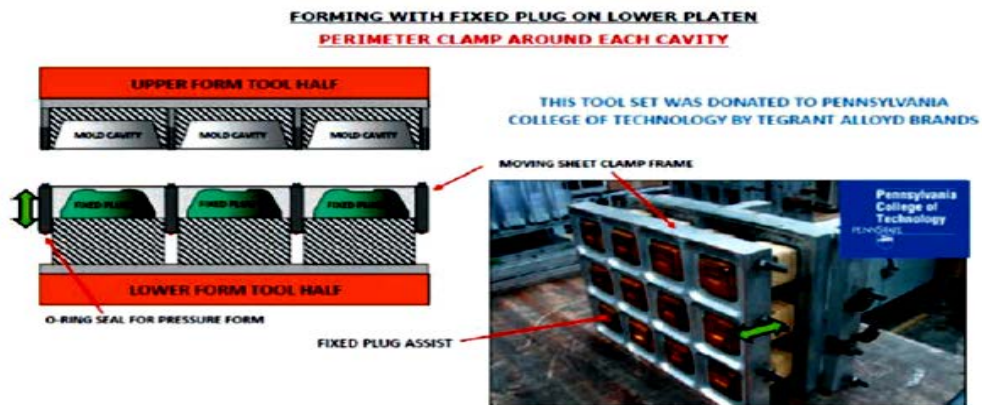 FORMING WITH FIXED PLUG ON LOWER PLATEN
PERIMETER CLAMP AROUND EACH CAVITY
UPPER FORM TOOL HALF
MOLD CAVITY MOLD CAVITY MOLD CAVITY
THIS TOOL SET WAS DONATED TO PENNSYLVANIA
COLLEGE OF TECHNOLOGY BY TEGRANT ALLOYD BRANDS
MOVING SHEET CLAMP FRAME
FIXED PLUG FIXED PLUG FIXED PLUG
Pennsylvania
College of
Technology
PENNSTATE
LOWER FORM TOOL HALF
O-RING SEAL FOR PRESSURE FORM
FIXED PLUG ASSIST